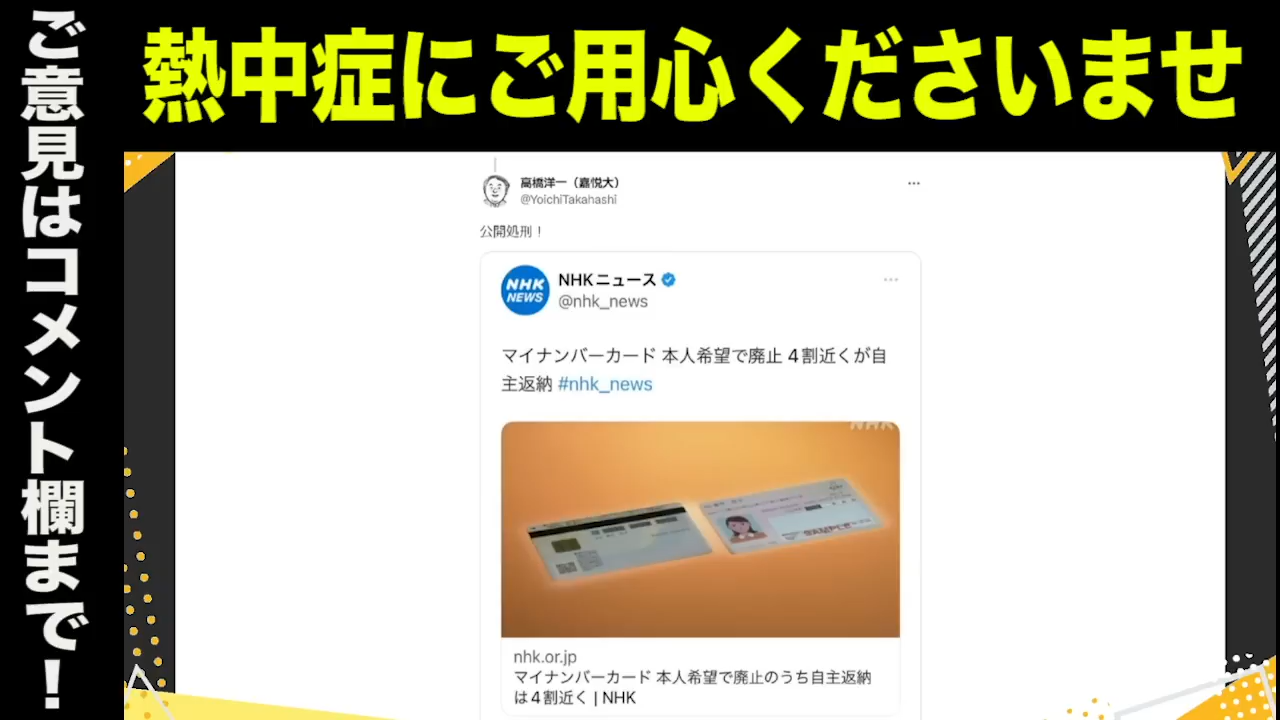 熱中症にご用心くださいませ
ご意見はコメント欄まで！
高橋洋一（嘉悦大）
@YoichiTakahashi
公開処刑！
NHK
NEWS
NHKニュース
@nhk_news
マイナンバーカード 本人希望で廃止 ４割近くが自
主返納 #nhk_news
NHK
SAMPLE
nhk.or.jp
マイナンバーカード 本人希望で廃止のうち自主返納
は４割近く | NHK